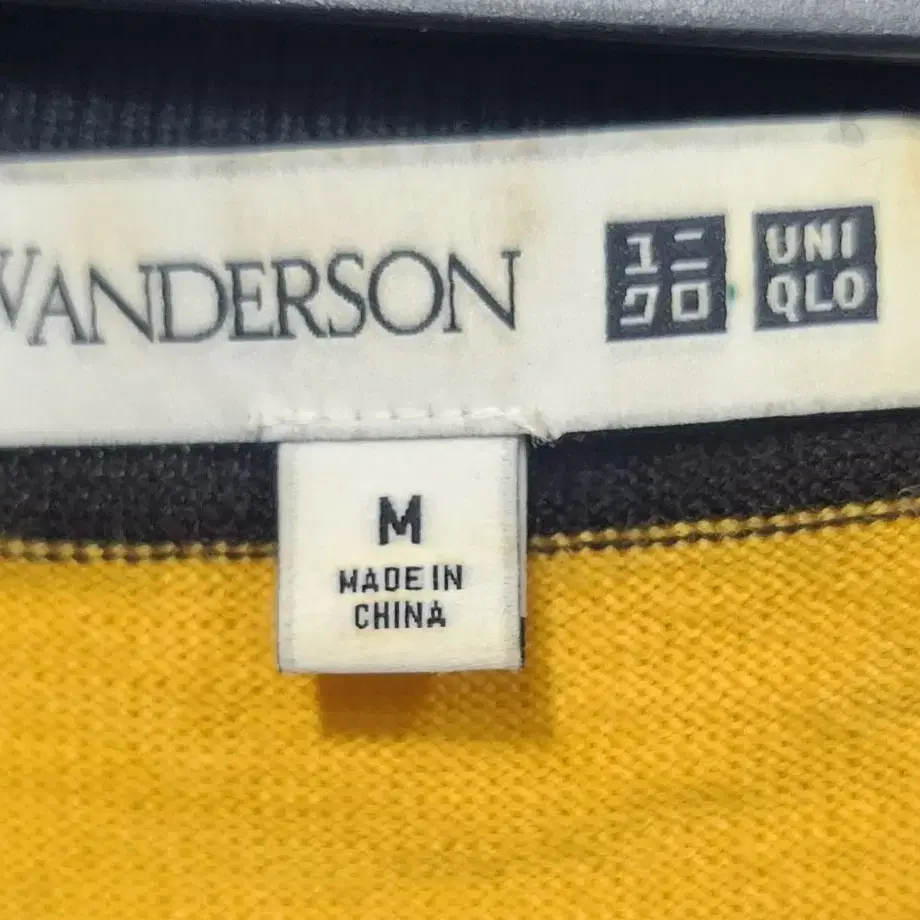 WANDERSON
ユニ
クロ
UNI
QLO
M
MADE IN
CHINA